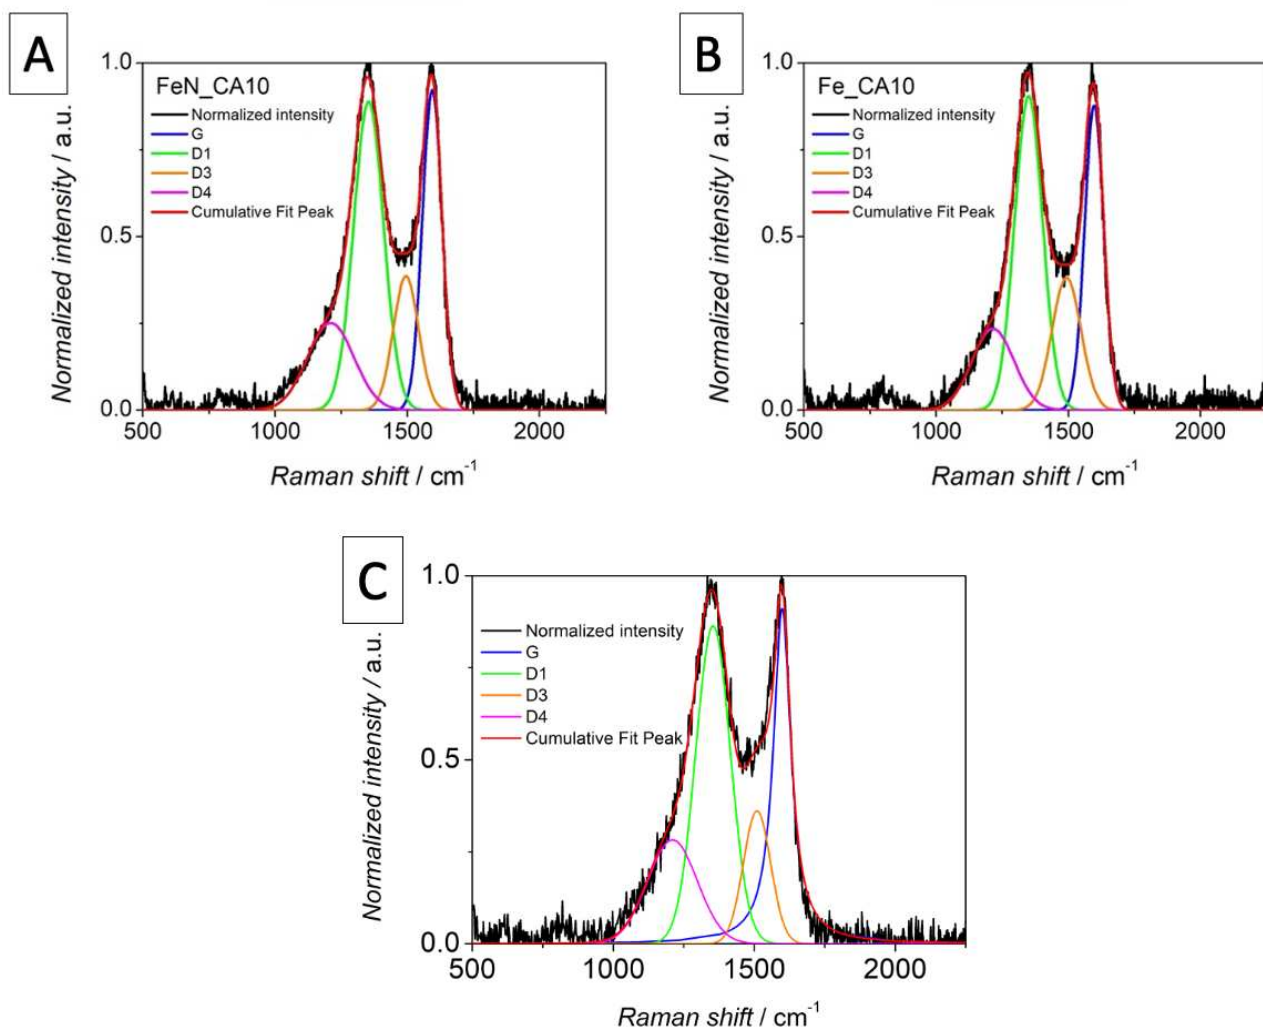 A
FeN_CA10
Normalized intensity
G
D1
D3
D4
Cumulative Fit Peak
1.0
0.5
0.0
500 1000 1500 2000
Normalized intensity / a.u.
Raman shift / cm-1
B
Fe_CA10
Normalized intensity
G
D1
D3
D4
Cumulative Fit Peak
1.0
0.5
0.0
500 1000 1500 2000
Normalized intensity / a.u.
Raman shift / cm-1
C
Normalized intensity
G
D1
D3
D4
Cumulative Fit Peak
1.0
0.5
0.0
500 1000 1500 2000
Normalized intensity / a.u.
Raman shift / cm-1